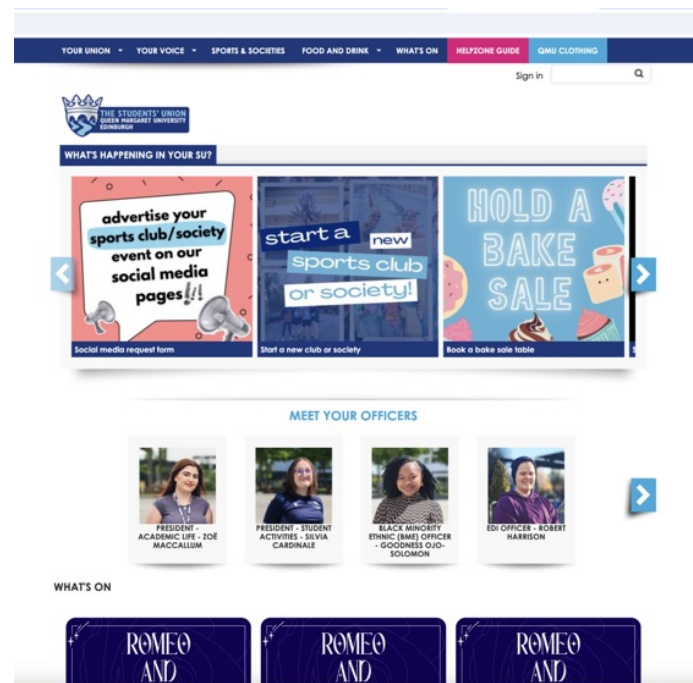 YOUR UNION YOUR VOICE SPORTS & SOCIETIES FOOD AND DRINK WHAT'S ON HELPZONE GUIDE QMU CLOTHING
Sign in
THE STUDENTS' UNION
QUEEN MARGARET UNIVERSITY
EDINBURGH
WHAT'S HAPPENING IN YOUR SU?
advertise your
sports club/society
event on our
social media
pages!!
Social media request form
start a new
sports club
or society!
Start a new club or society
HOLD A
BAKE
SALE
Book a bake sale table
MEET YOUR OFFICERS
PRESIDENT -
ACADEMIC LIFE - ZOË
MACCALLUM
PRESIDENT - STUDENT
ACTIVITIES - SILVIA
CARDINALE
BLACK MINORITY
ETHNIC (BME) OFFICER
- GOODNESS OJO-
SOLOMON
EDI OFFICER - ROBERT
HARRISON
WHAT'S ON
ROMEO
AND
ROMEO
AND
ROMEO
AND